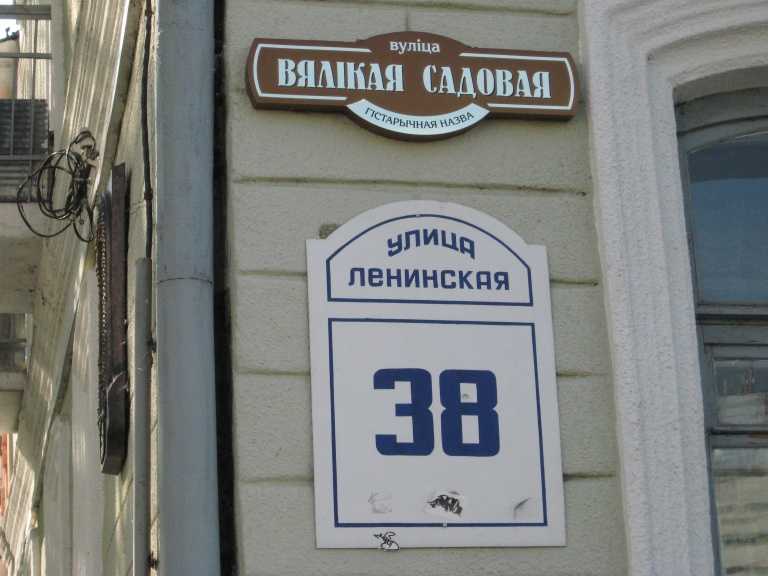 вуліца
ВЯЛІКАЯ САДОВАЯ
ГІСТАРЫЧНАЯ НАЗВА
УЛИЦА
ЛЕНИНСКАЯ
38